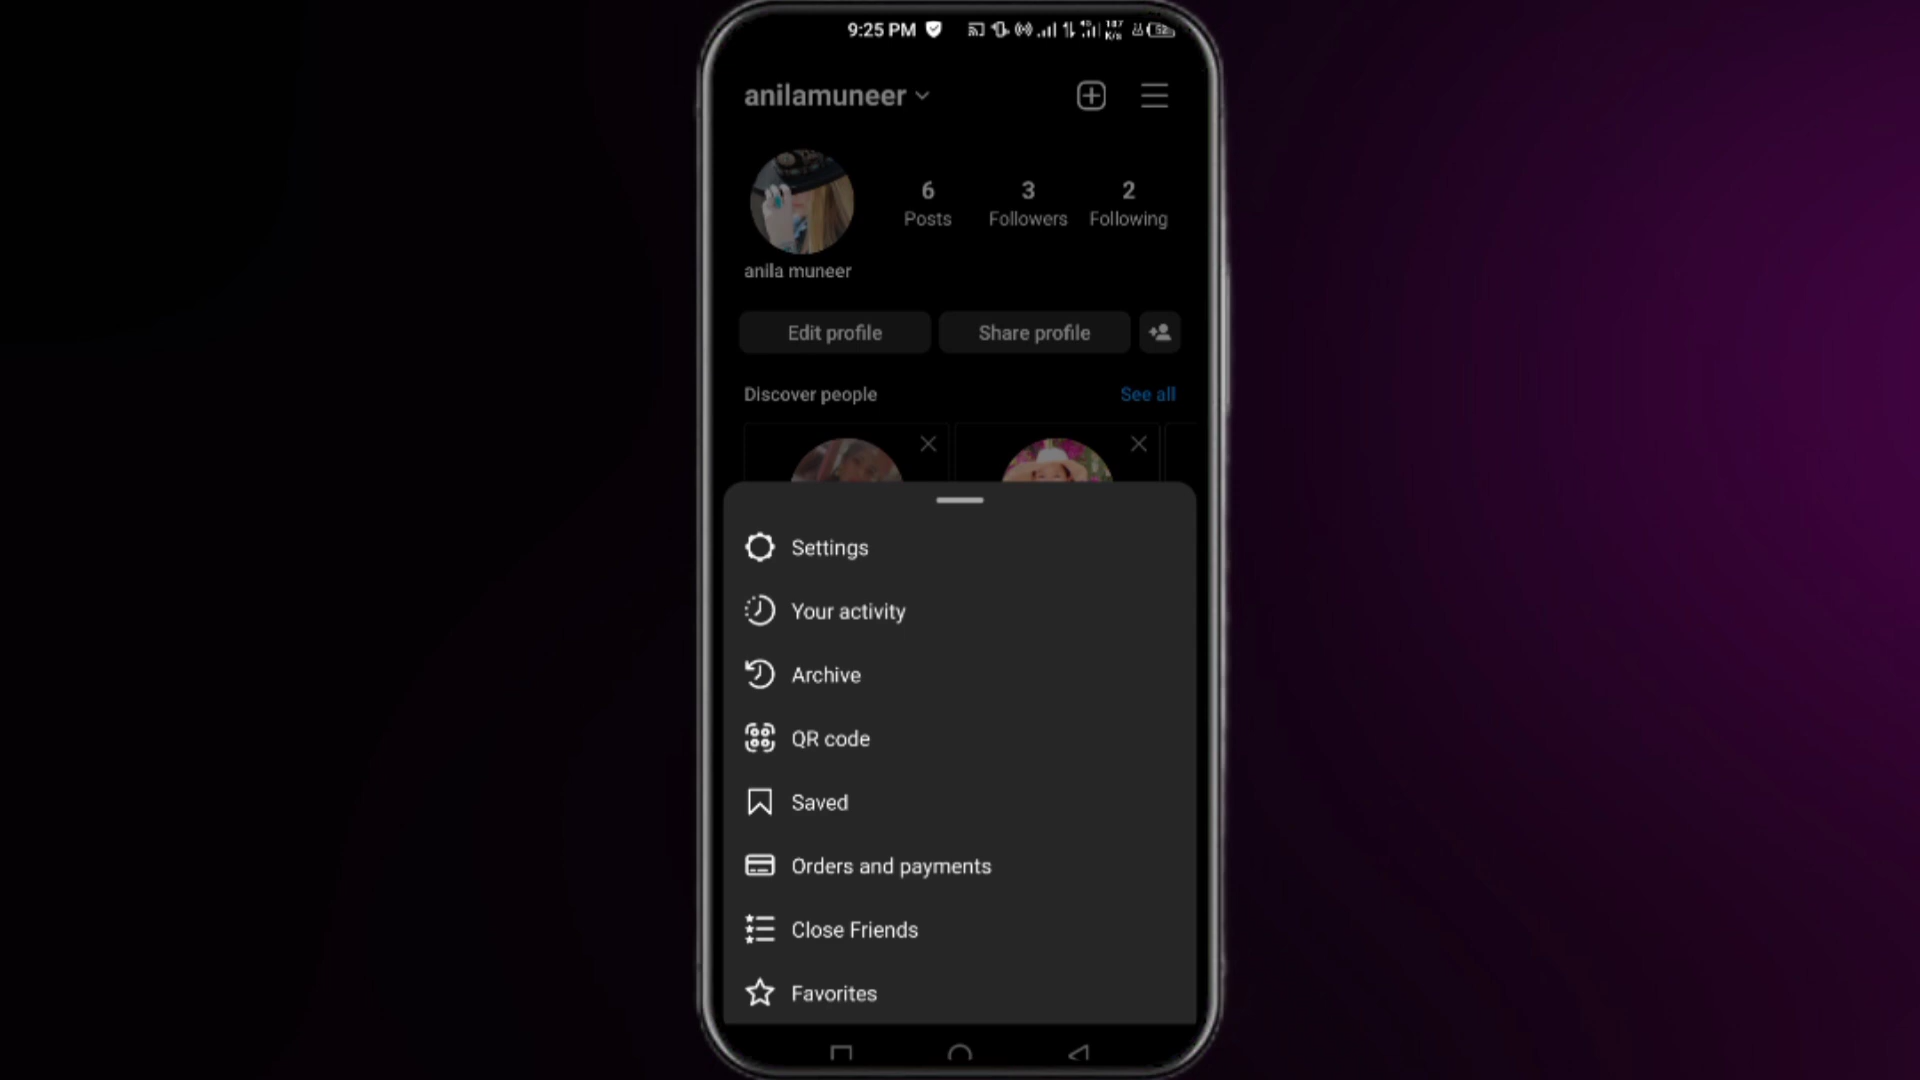 9:25 PM
anilamuneer
6 3 2
Posts Followers Following
anila muneer
Edit profile Share profile
Discover people See all
Settings
Your activity
Archive
QR code
Saved
Orders and payments
Close Friends
Favorites